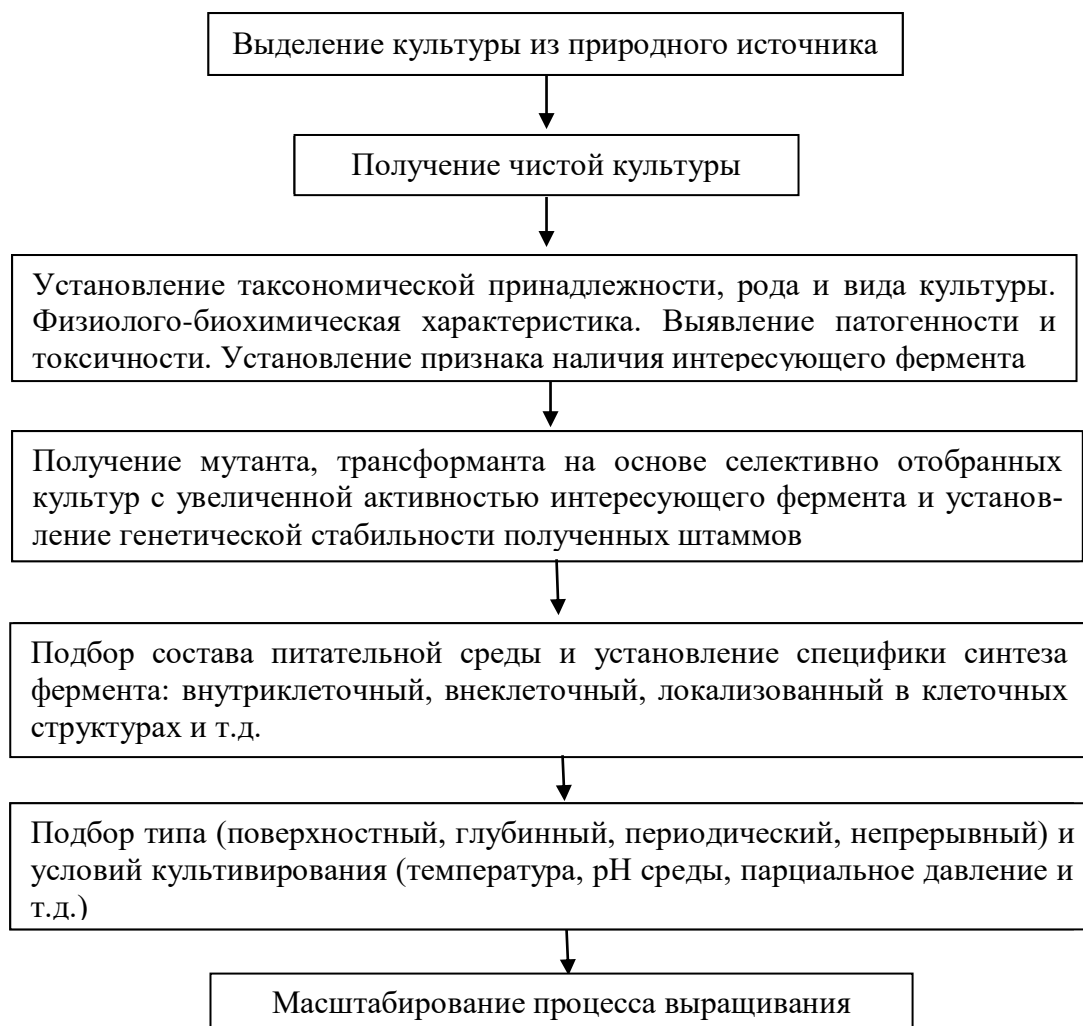 Выделение культуры из природного источника
Получение чистой культуры
Установление таксономической принадлежности, рода и вида культуры.
Физиолого-биохимическая характеристика. Выявление патогенности и
токсичности. Установление признака наличия интересующего фермента
Получение мутанта, трансформанта на основе селективно отобранных
культур с увеличенной активностью интересующего фермента и установ-
ление генетической стабильности полученных штаммов
Подбор состава питательной среды и установление специфики синтеза
фермента: внутриклеточный, внеклеточный, локализованный в клеточных
структурах и т.д.
Подбор типа (поверхностный, глубинный, периодический, непрерывный) и
условий культивирования (температура, рН среды, парциальное давление и
т.д.)
Масштабирование процесса выращивания